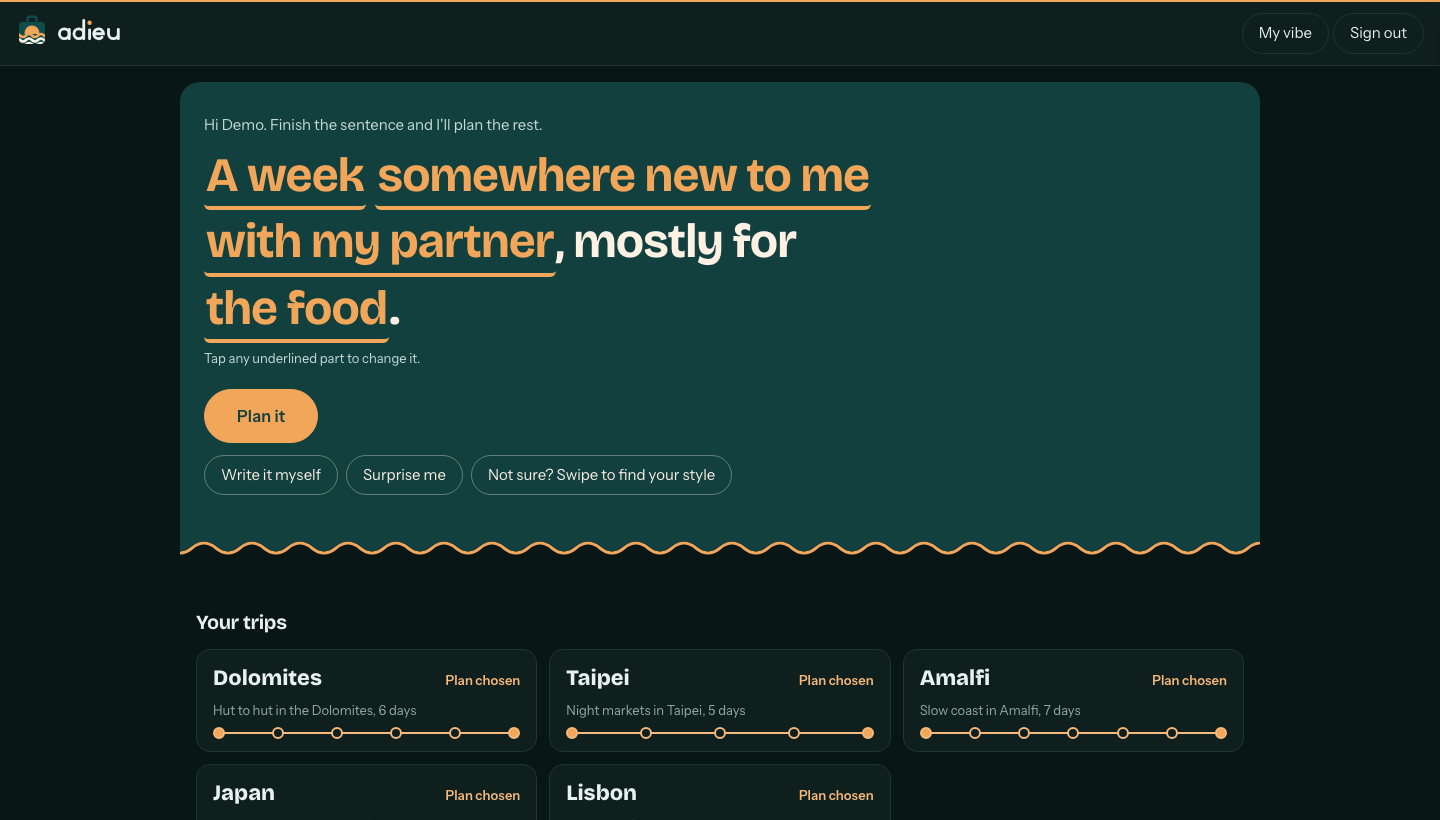 adieu
My vibe
Sign out
Hi Demo. Finish the sentence and I'll plan the rest.
A week somewhere new to me
with my partner, mostly for
the food.
Tap any underlined part to change it.
Plan it
Write it myself
Surprise me
Not sure? Swipe to find your style
Your trips
Dolomites
Plan chosen
Hut to hut in the Dolomites, 6 days
Taipei
Plan chosen
Night markets in Taipei, 5 days
Amalfi
Plan chosen
Slow coast in Amalfi, 7 days
Japan
Plan chosen
Lisbon
Plan chosen